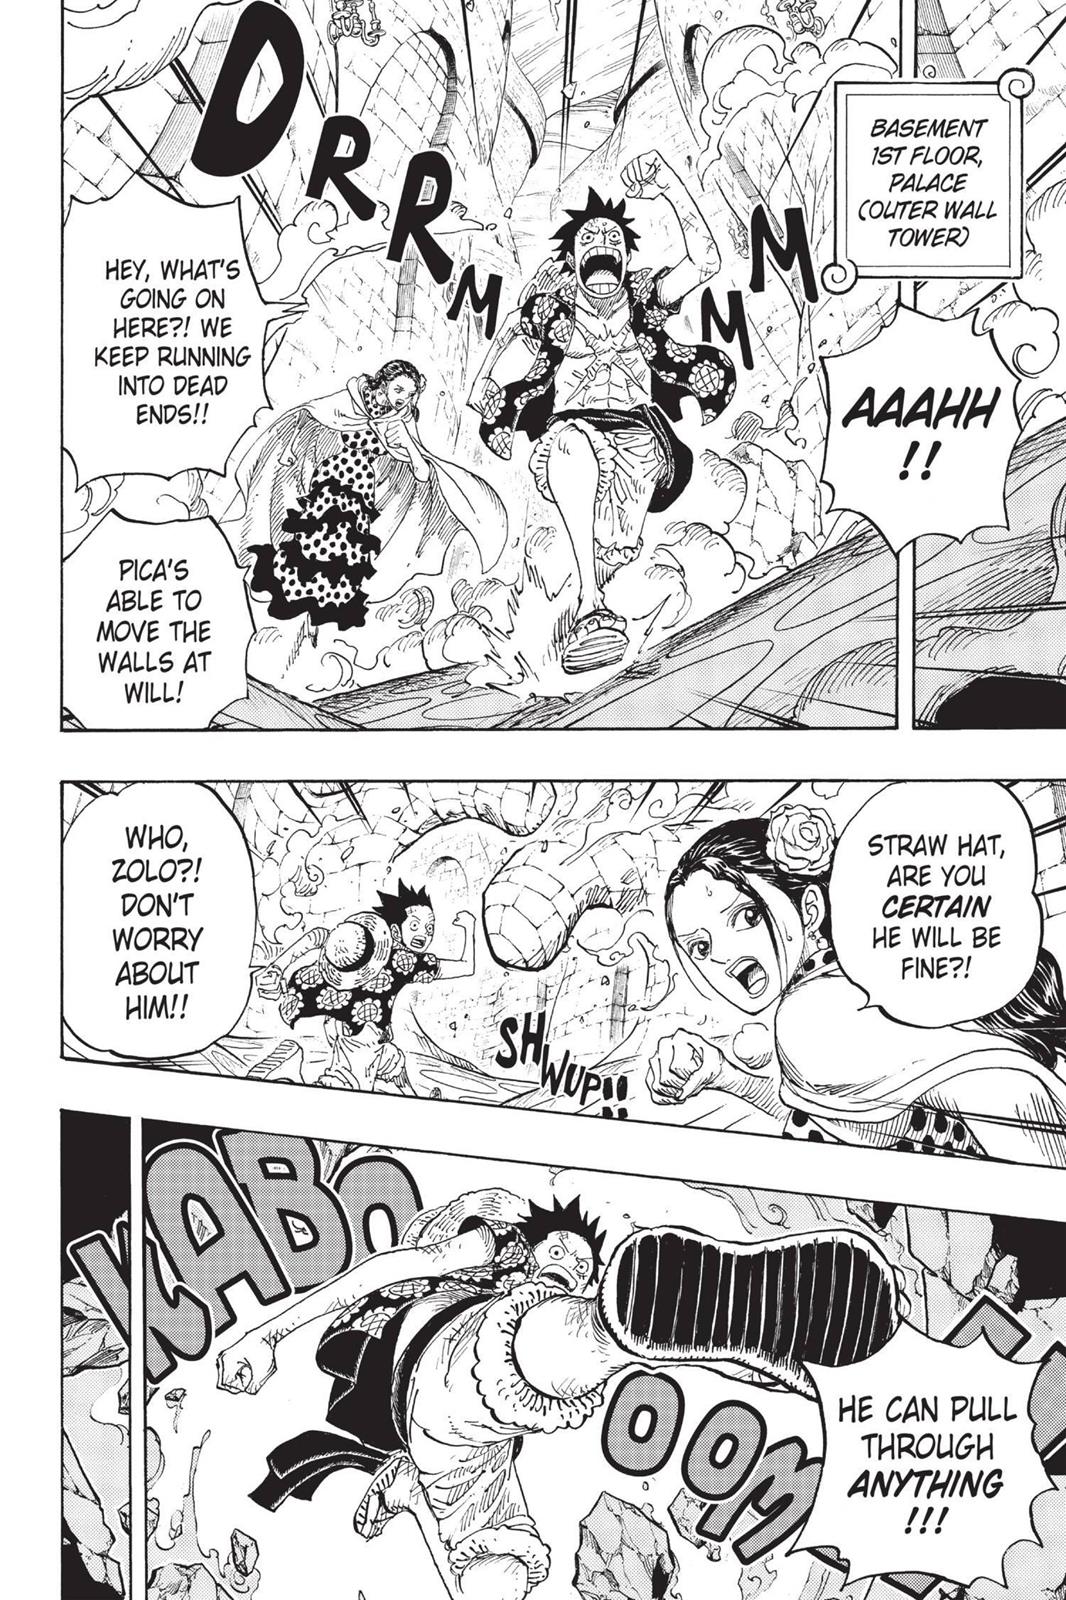 BASEMENT
1ST FLOOR,
PALACE
(OUTER WALL
TOWER)
AAAHH
!!
DRRMMMM
HEY, WHAT'S
GOING ON
HERE?! WE
KEEP RUNNING
INTO DEAD
ENDS!!
PICA'S
ABLE TO
MOVE THE
WALLS AT
WILL!
STRAW HAT,
ARE YOU
CERTAIN
HE WILL BE
FINE?!
SHWUP!!
WHO,
ZOLO?!
DON'T
WORRY
ABOUT
HIM!!
KABOOOM
HE CAN PULL
THROUGH
ANYTHING
!!!